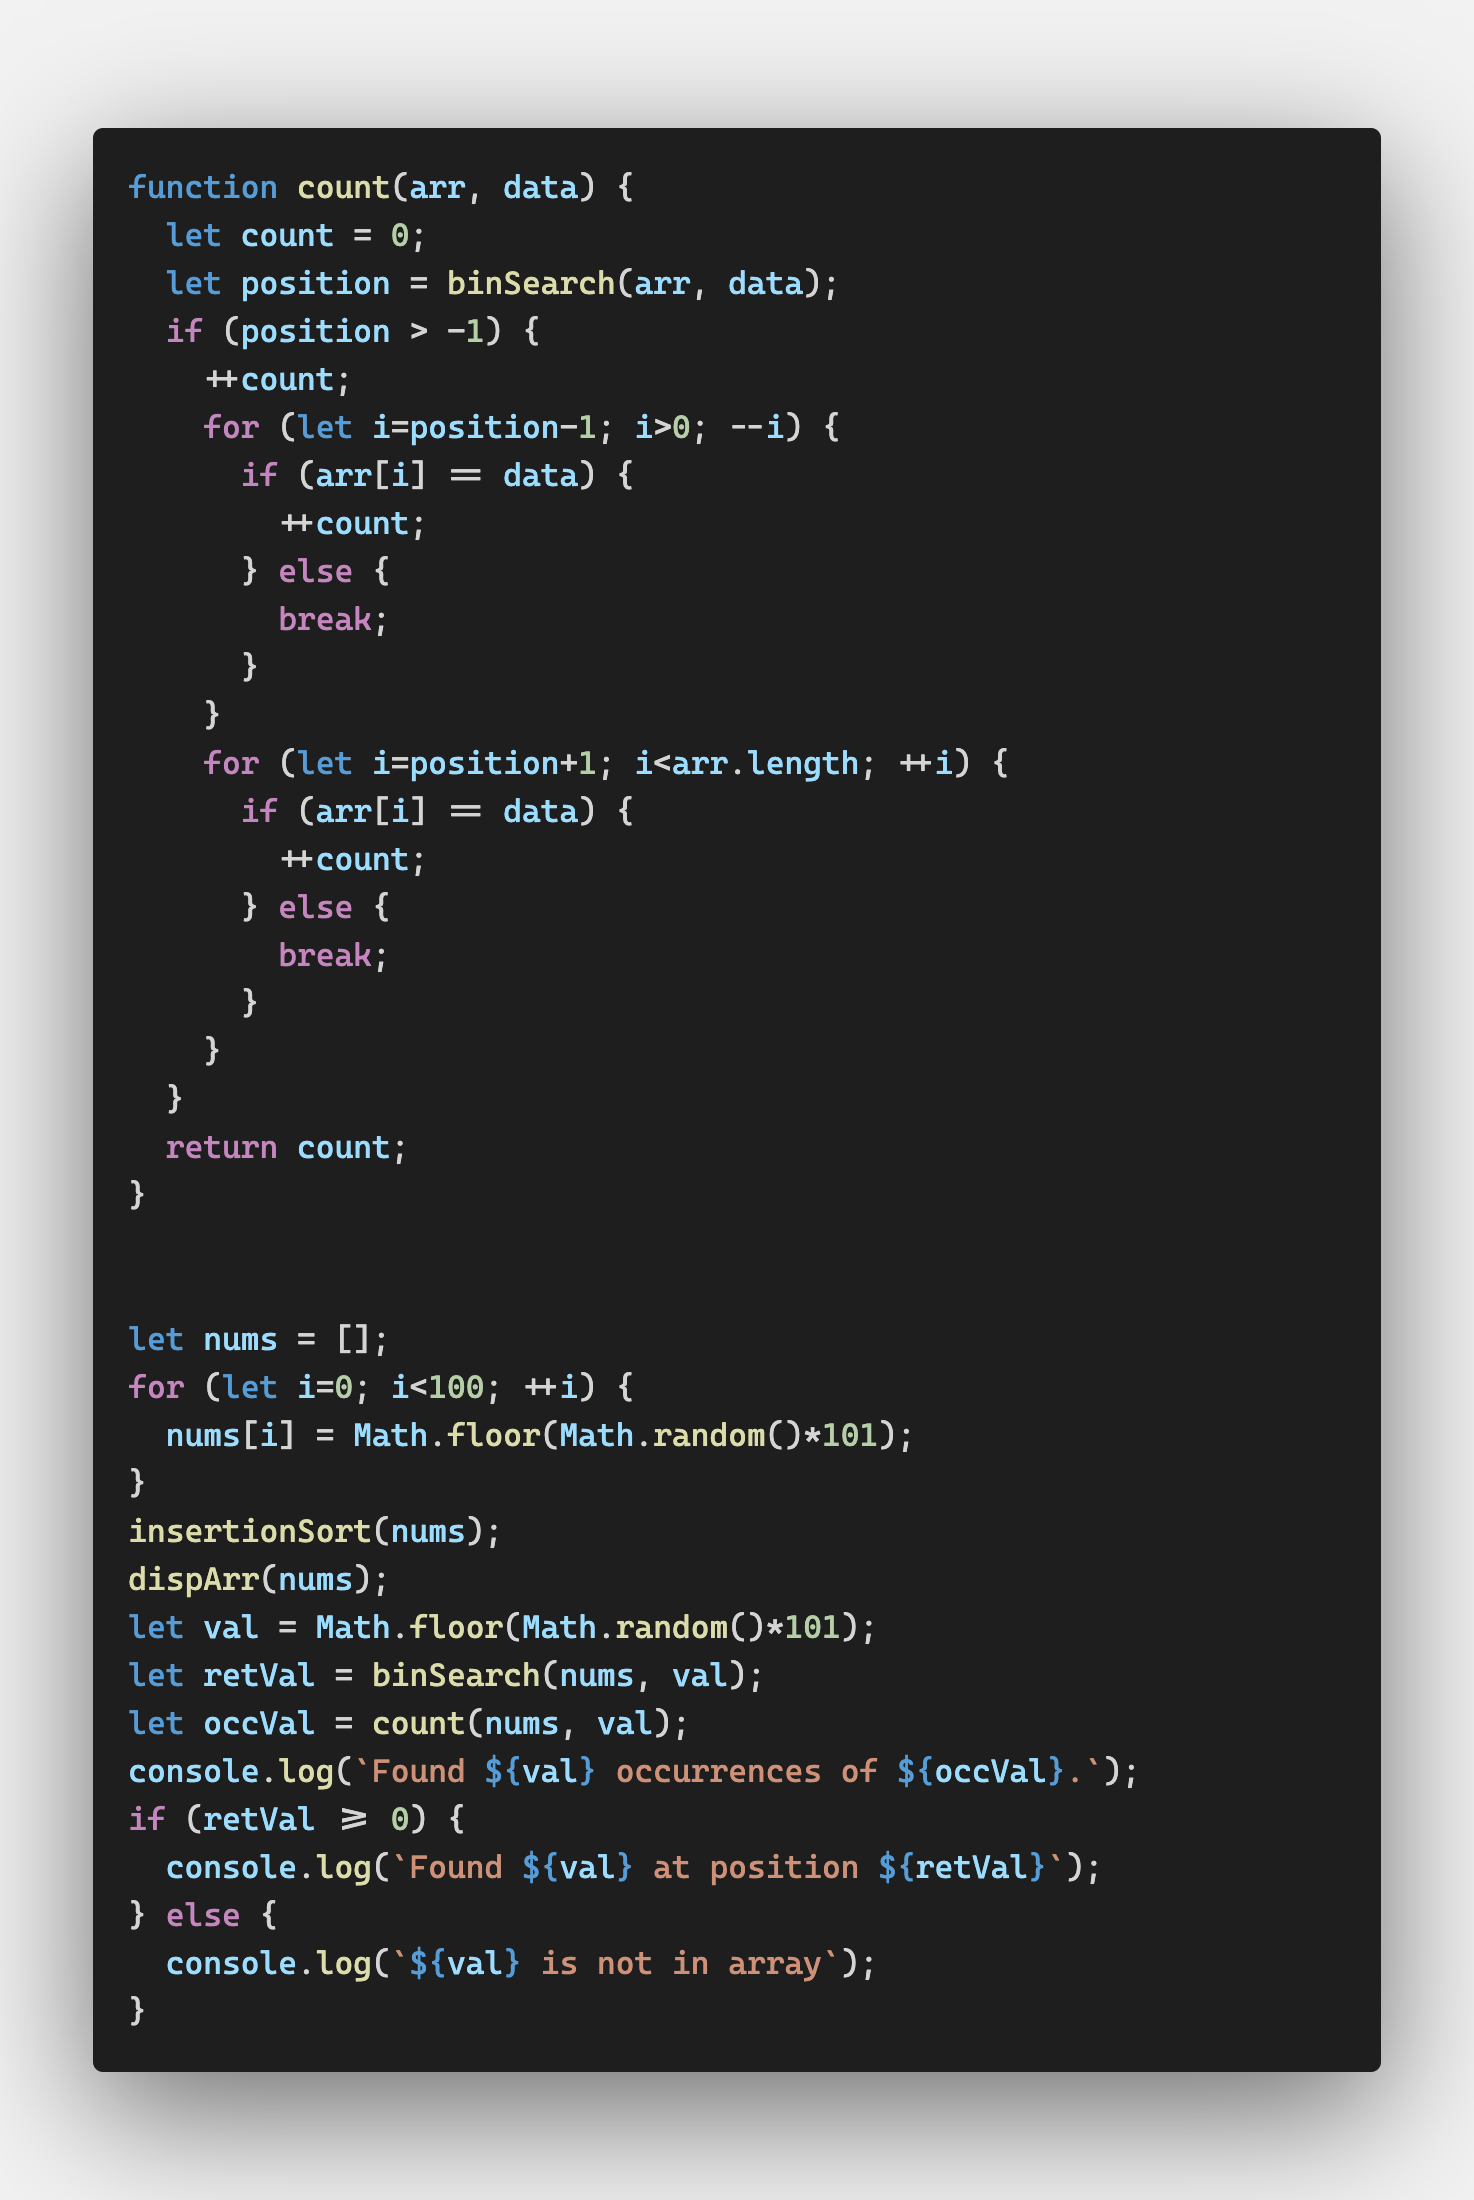 function count(arr, data) {
  let count = 0;
  let position = binSearch(arr, data);
  if (position > -1) {
    ++count;
    for (let i=position-1; i>0; --i) {
      if (arr[i] == data) {
        ++count;
      } else {
        break;
      }
    }
    for (let i=position+1; i<arr.length; ++i) {
      if (arr[i] == data) {
        ++count;
      } else {
        break;
      }
    }
  }
  return count;
}
let nums = [];
for (let i=0; i<100; ++i) {
  nums[i] = Math.floor(Math.random()*101);
}
insertionSort(nums);
dispArr(nums);
let val = Math.floor(Math.random()*101);
let retVal = binSearch(nums, val);
let occVal = count(nums, val);
console.log(`Found ${val} occurrences of ${occVal}.`);
if (retVal >= 0) {
  console.log(`Found ${val} at position ${retVal}`);
} else {
  console.log(`${val} is not in array`);
}